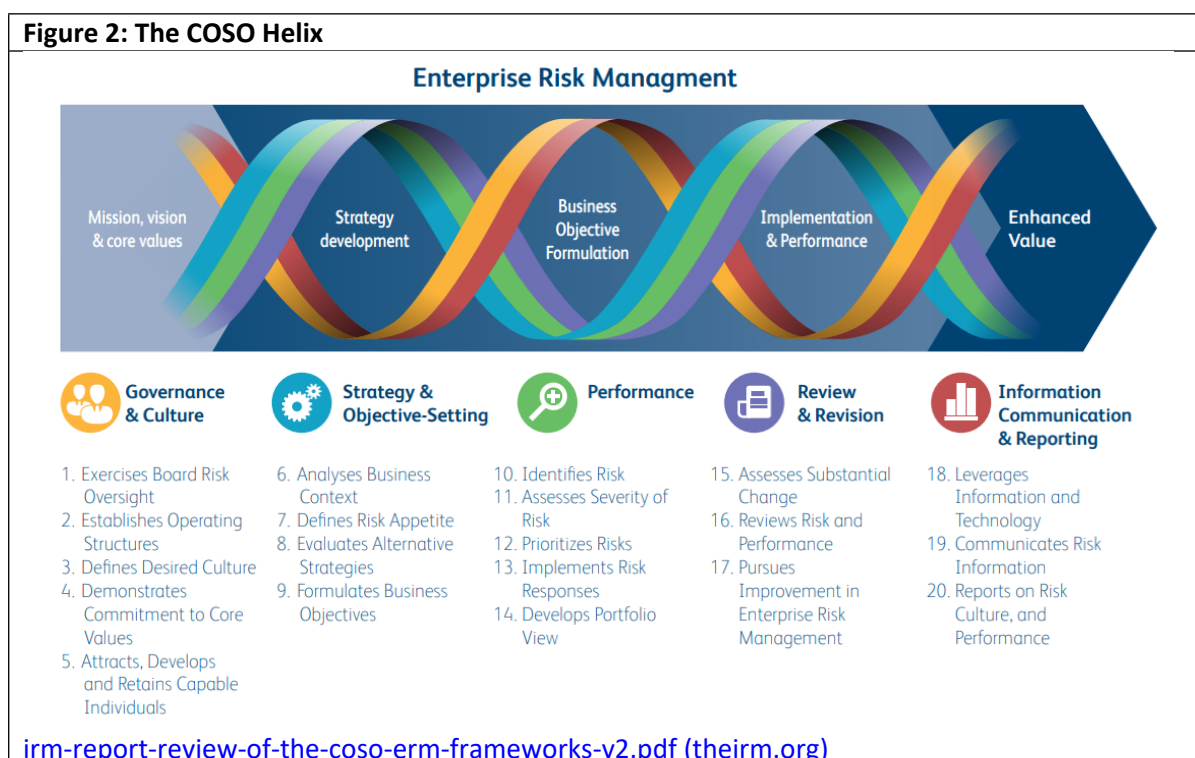 Figure 2: The COSO Helix
Enterprise Risk Managment
Mission, vision
& core values
Strategy
development
Business
Objective
Formulation
Implementation
& Performance
Enhanced
Value
Governance
& Culture
1. Exercises Board Risk
Oversight
2. Establishes Operating
Structures
3. Defines Desired Culture
4. Demonstrates
Commitment to Core
Values
5. Attracts, Develops
and Retains Capable
Individuals
Strategy &
Objective-Setting
6. Analyses Business
Context
7. Defines Risk Appetite
8. Evaluates Alternative
Strategies
9. Formulates Business
Objectives
Performance
10. Identifies Risk
11. Assesses Severity of
Risk
12. Prioritizes Risks
13. Implements Risk
Responses
14. Develops Portfolio
View
Review
& Revision
15. Assesses Substantial
Change
16. Reviews Risk and
Performance
17. Pursues
Improvement in
Enterprise Risk
Management
Information
Communication
& Reporting
18. Leverages
Information and
Technology
19. Communicates Risk
Information
20. Reports on Risk
Culture, and
Performance
irm-report-review-of-the-coso-erm-frameworks-v2.pdf (theirm.org)